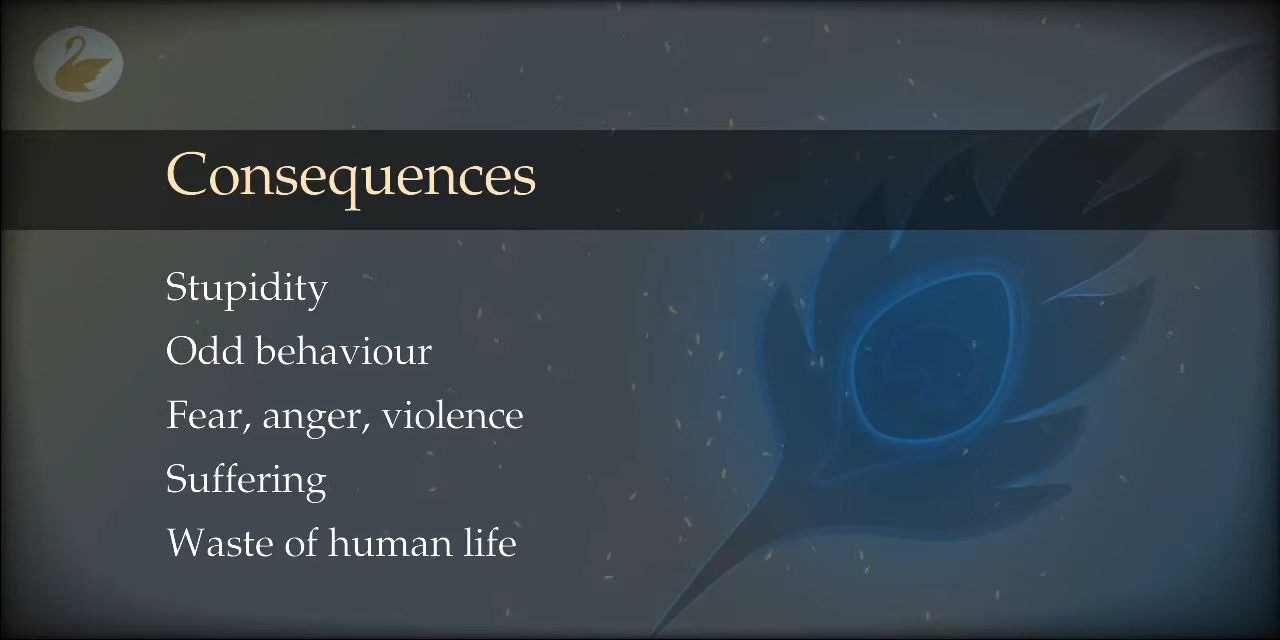 Consequences
Stupidity
Odd behaviour
Fear, anger, violence
Suffering
Waste of human life